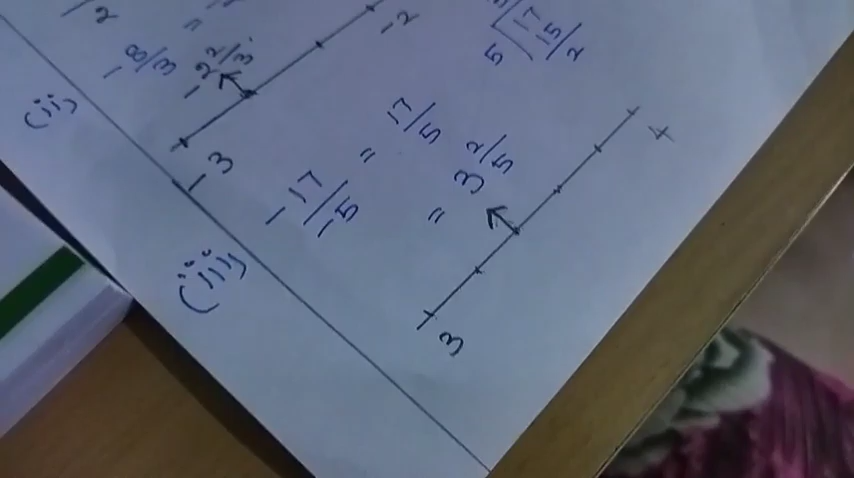 -8/3 =
-2 2/3
-3 -2
5 17
15
2
(ii)
(iii) -17/-5 = 17/5
= 3 2/5
3 4